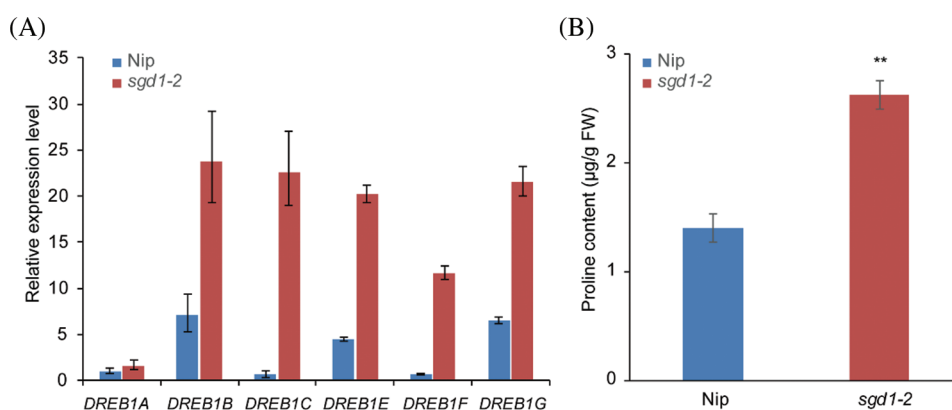 (A)
Relative expression level
35
30
25
20
15
10
5
0
Nip
sgd1-2
DREB1A DREB1B DREB1C DREB1E DREB1F DREB1G
(B)
Proline content (µg/g FW)
3
2
1
0
Nip
sgd1-2
**
Nip sgd1-2